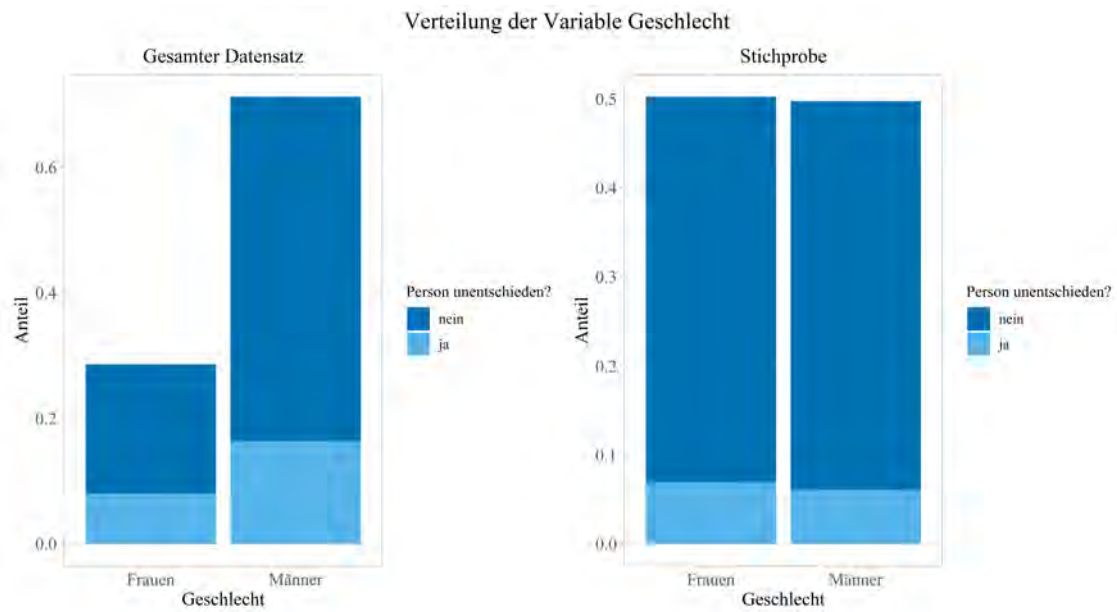 Verteilung der Variable Geschlecht
Gesamter Datensatz
0.6
0.4
0.2
0.0
Anteil
Frauen Männer
Geschlecht
Person unentschieden?
nein
ja
Stichprobe
0.5
0.4
0.3
0.2
0.1
0.0
Anteil
Frauen Männer
Geschlecht
Person unentschieden?
nein
ja